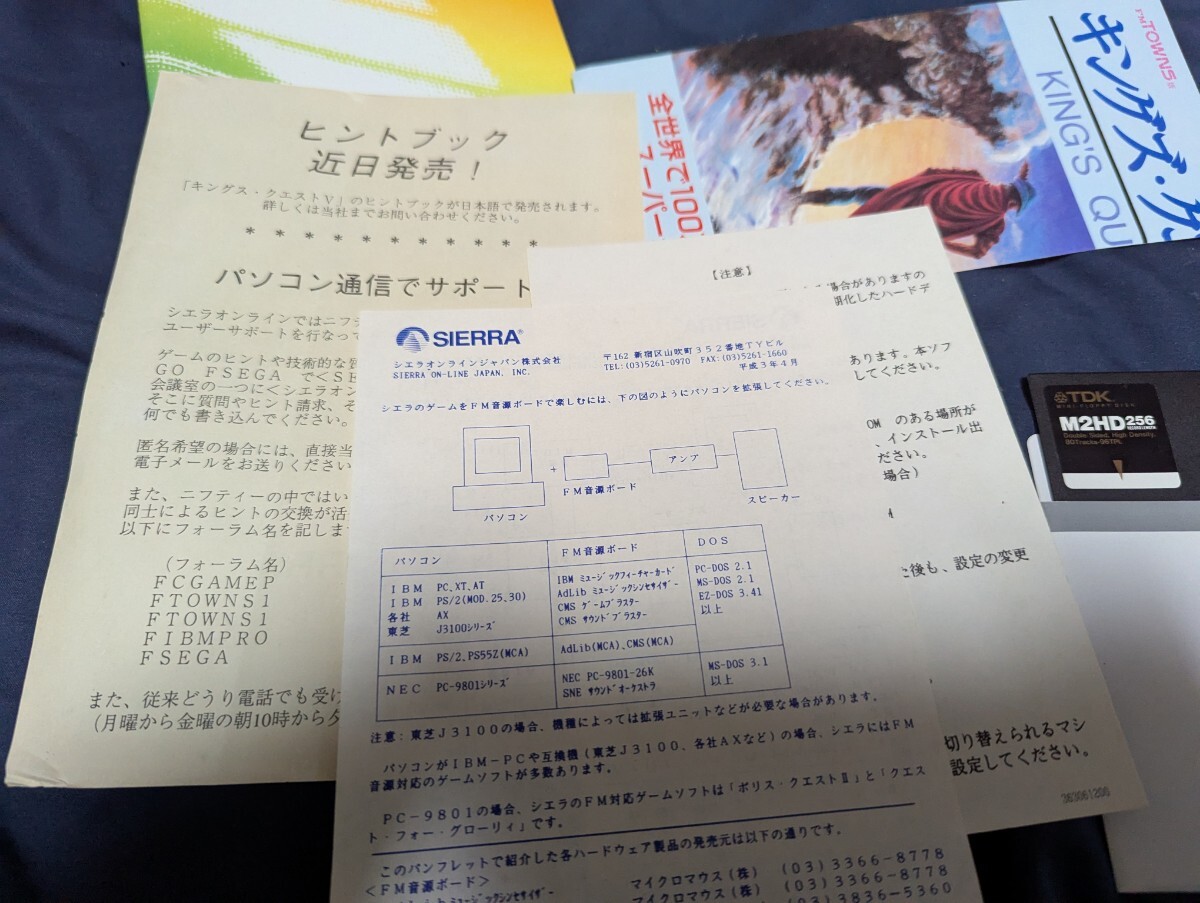 ヒントブック
近日発売!
「キングス・クエストV」のヒントブックが日本語で発売されます。
詳しくは当社までお問い合わせください。
* * * * * * * * * * *
パソコン通信でサポート
シエラオンラインではニフ
ユーザーサポートを行なって
ゲームのヒントや技術的な質
GO FSEGA で<SE
会議室の一つに<シエラオン
そこに質問やヒント請求、そ
何でも書き込んでください。
匿名希望の場合には、直接当
電子メールをお送りください
また、ニフティーの中ではい
同士によるヒントの交換が活
以下にフォーラム名を記しま
(フォーラム名)
FCGAMEP
FTOWNS1
FTOWNS1
FIBMPRO
FSEGA
また、従来どうり電話でも受け
(月曜から金曜の朝10時から夕
TOWNS
キングズ・ク
KING'S QU
全世界で100
スーパー
【注意】
場合がありますの
期化したハードデ
あります。本ソフ
してください。
OM のある場所が
、インストール出
ださい。
場合)
後も、設定の変更
切り替えられるマシ
設定してください。
363061200
SIERRA®
シエラオンラインジャパン株式会社
SIERRA ON-LINE JAPAN, INC.
〒162 新宿区山吹町352番地TYビル
TEL:(03)5261-0970 FAX:(03)5261-1660
平成3年4月
シエラのゲームをFM音源ボードで楽しむには、下の図のようにパソコンを拡張してください。
+
アンプ
FM音源ボード
パソコン
スピーカー
パソコン FM音源ボード DOS
IBM PC,XT,AT IBM ミュージックフィーチャーカード PC-DOS 2.1
IBM PS/2(MOD.25,30) AdLib ミュージックシンセサイザー MS-DOS 2.1
各社 AX CMS ゲームブラスター EZ-DOS 3.41
東芝 J3100シリーズ CMS サウンドブラスター 以上
IBM PS/2,PS55Z(MCA) AdLib(MCA)、CMS(MCA)
NEC PC-9801シリーズ NEC PC-9801-26K MS-DOS 3.1
SNE サウンドオーケストラ 以上
注意:東芝J3100の場合、機種によっては拡張ユニットなどが必要な場合があります。
パソコンがIBM-PCや互換機(東芝J3100、各社AXなど)の場合、シエラにはFM
音源対応のゲームソフトが多数あります。
PC-9801の場合、シエラのFM対応ゲームソフトは「ポリス・クエストII」と「クエス
ト・フォー・グローリィ」です。
このパンフレットで紹介した各ハードウェア製品の発売元は以下の通りです。
<FM音源ボード>
マイクロマウス(株) (03)3366-8778
ミュージックシンセサイザー マイクロマウス(株) (03)3366-8778
(03)3836-5360
TDK
M2HD256
Double Sided, High Density,
80Tracks・96TPI,